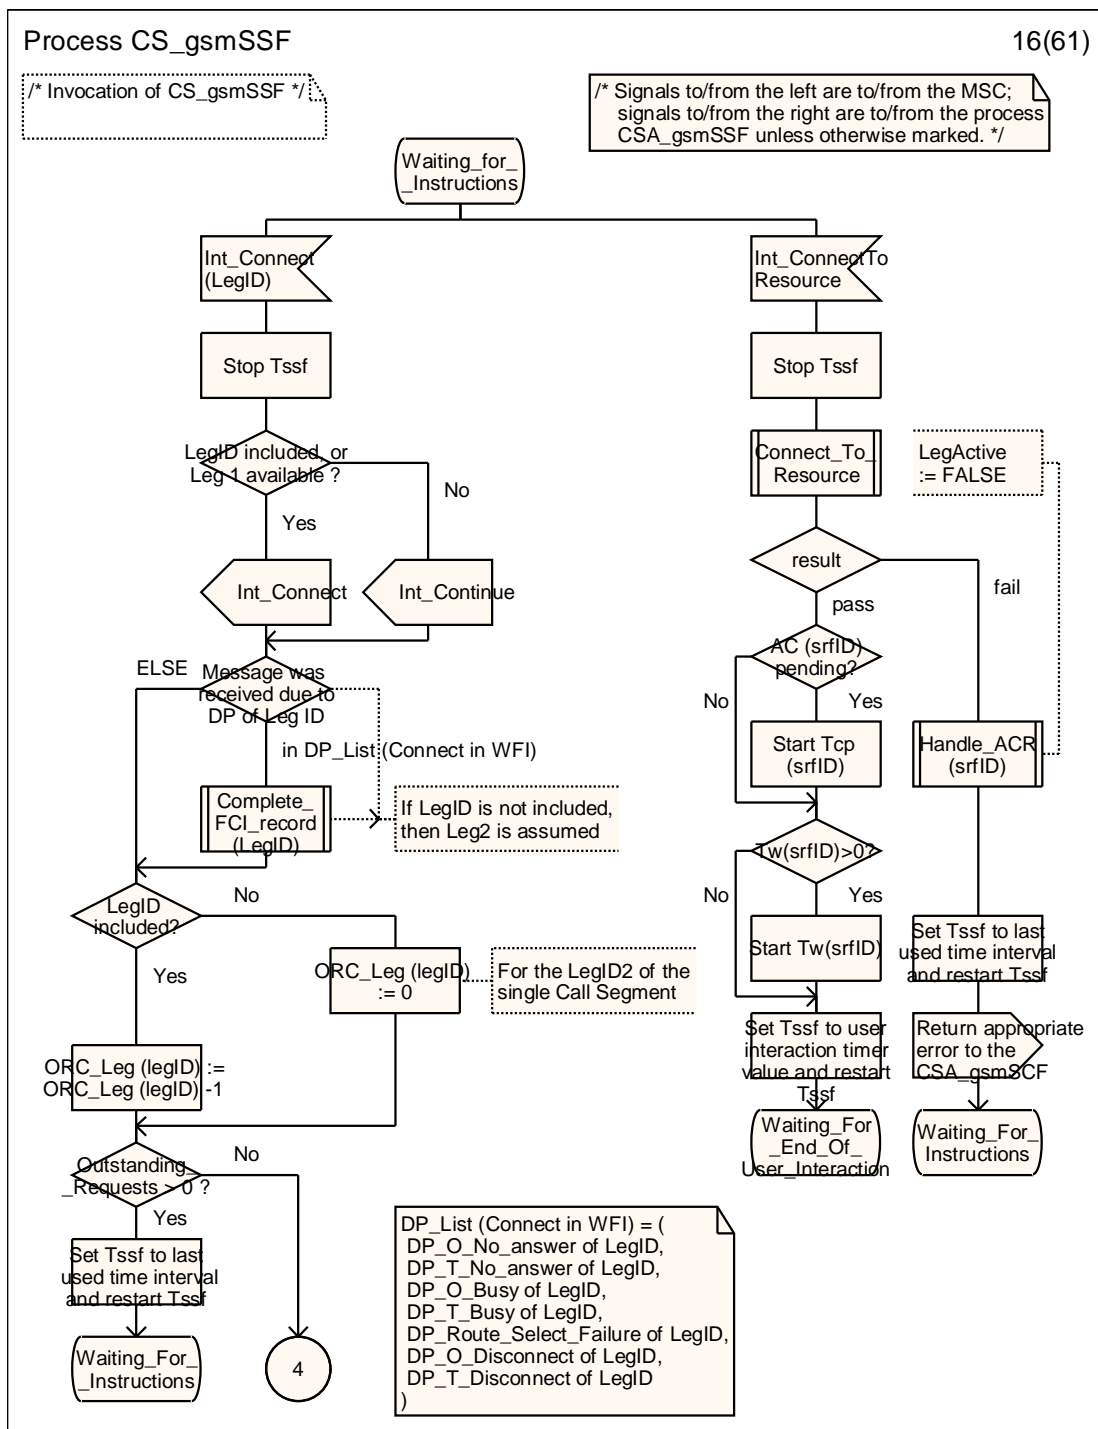 Process CS_gsmSSF
16(61)
/* Invocation of CS_gsmSSF */
/* Signals to/from the left are to/from the MSC;
signals to/from the right are to/from the process
CSA_gsmSSF unless otherwise marked. */
Waiting_for_
_Instructions
Int_Connect
(LegID)
Stop Tssf
LegID included, or
Leg 1 available ?
No
Yes
Int_Connect
Int_Continue
ELSE
Message was
received due to
DP of Leg ID
in DP_List (Connect in WFI)
Complete_
FCI_record
(LegID)
If LegID is not included,
then Leg2 is assumed
LegID
included?
No
Yes
ORC_Leg (legID)
:= 0
For the LegID2 of the
single Call Segment
ORC_Leg (legID) :=
ORC_Leg (legID) -1
Outstanding_
_Requests > 0 ?
No
Yes
Set Tssf to last
used time interval
and restart Tssf
Waiting_For_
_Instructions
4
Int_ConnectTo
Resource
Stop Tssf
Connect_To_
Resource
LegActive
:= FALSE
result
fail
pass
AC (srfID)
pending?
No
Yes
Start Tcp
(srfID)
Handle_ACR
(srfID)
Tw(srfID)>0?
No
Yes
Start Tw(srfID)
Set Tssf to last
used time interval
and restart Tssf
Set Tssf to user
interaction timer
value and restart
Tssf
Return appropriate
error to the
CSA_gsmSCF
Waiting_For
_End_Of_
User_Interaction
Waiting_For_
Instructions
DP_List (Connect in WFI) = (
DP_O_No_answer of LegID,
DP_T_No_answer of LegID,
DP_O_Busy of LegID,
DP_T_Busy of LegID,
DP_Route_Select_Failure of LegID,
DP_O_Disconnect of LegID,
DP_T_Disconnect of LegID
)